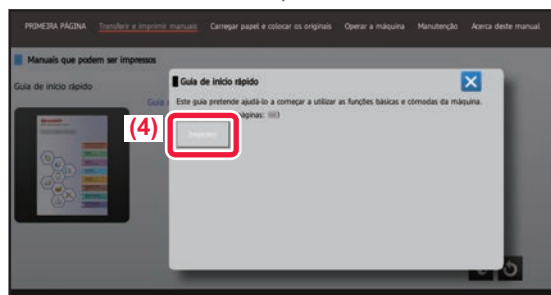 PRIMEIRA PÁGINA Transferir e imprimir manuais Carregar papel e colocar os originais Operar a máquina Manutenção Acerca deste manual
Manuais que podem ser impressos
Guia de início rápido
Guia
Guia de início rápido
Este guia pretende ajudá-lo a começar a utilizar as funções básicas e cómodas da máquina.
(4)